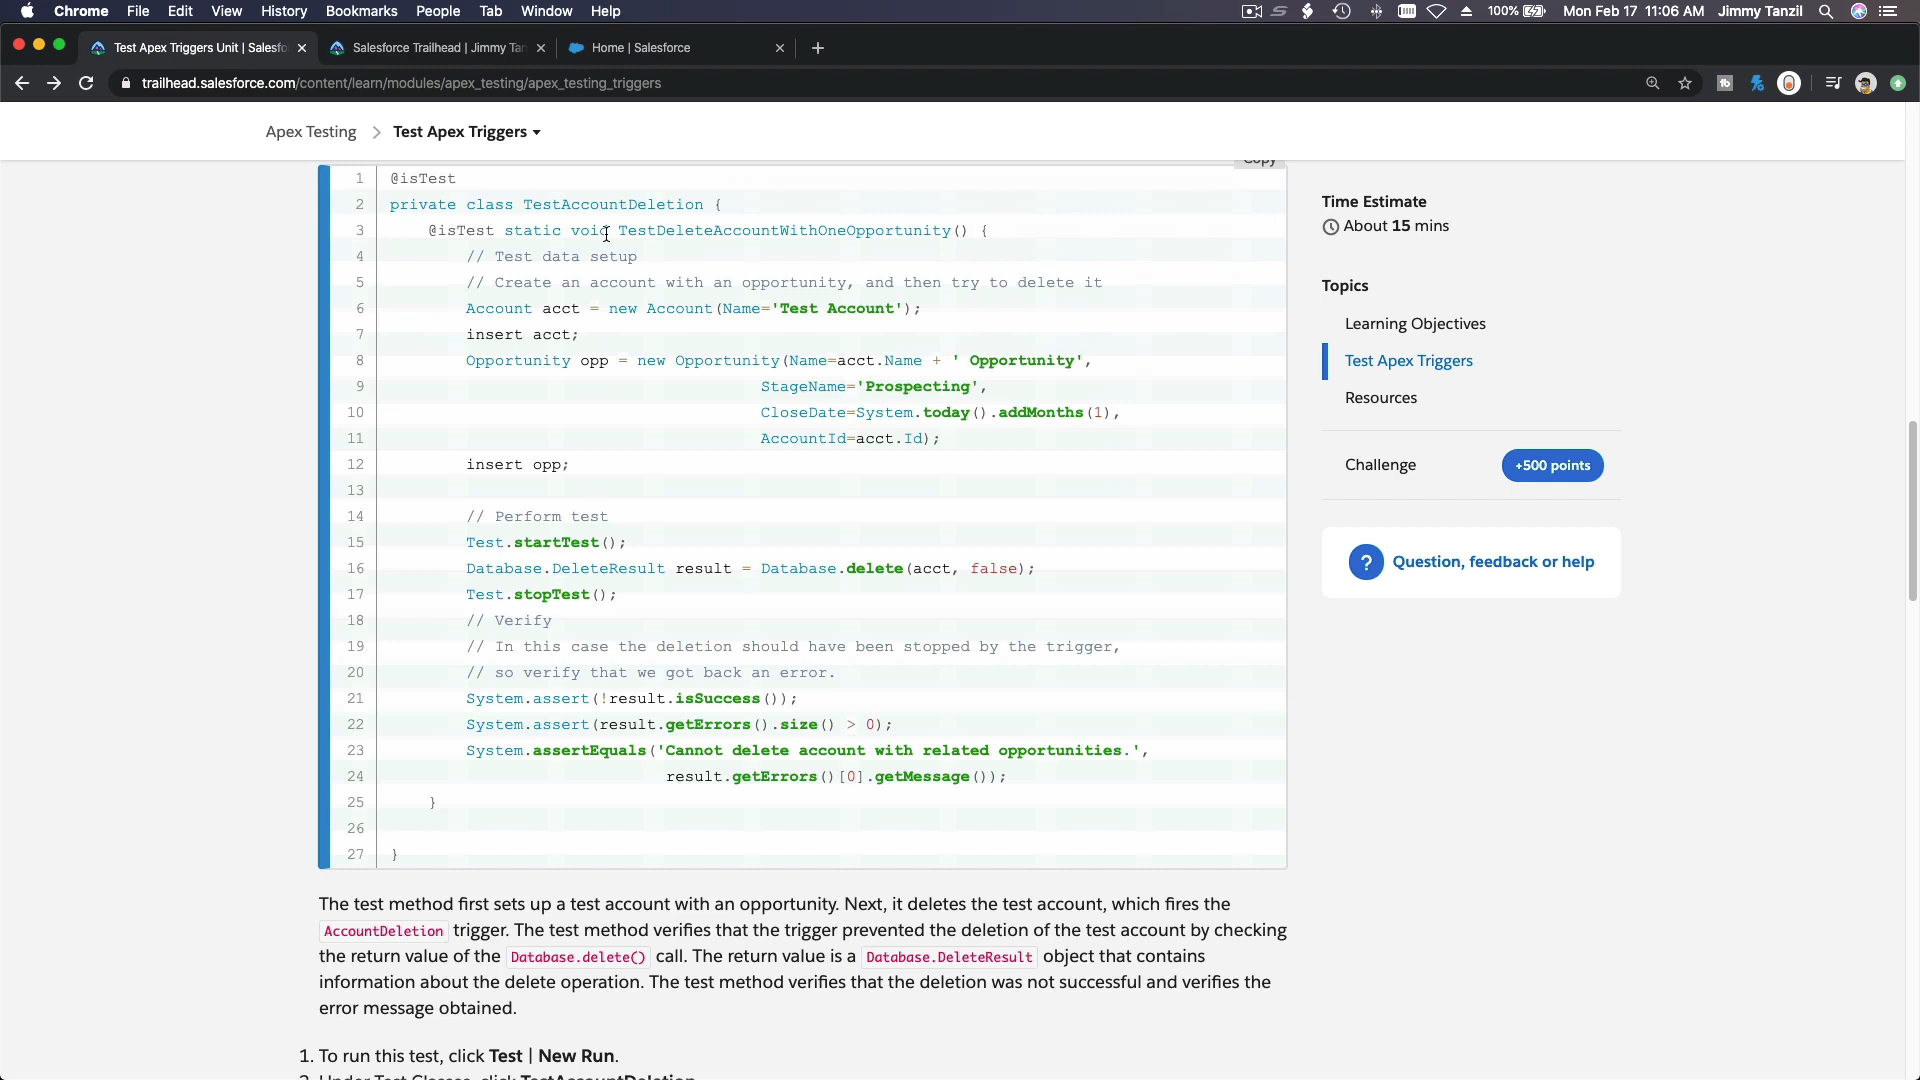 Chrome File Edit View History Bookmarks People Tab Window Help 100% Mon Feb 17 11:06 AM Jimmy Tanzil
Test Apex Triggers Unit | Salesfo Salesforce Trailhead | Jimmy Tan Home | Salesforce
trailhead.salesforce.com/content/learn/modules/apex_testing/apex_testing_triggers
Apex Testing > Test Apex Triggers
Copy
1 @isTest
2 private class TestAccountDeletion {
3 @isTest static void TestDeleteAccountWithOneOpportunity() {
4 // Test data setup
5 // Create an account with an opportunity, and then try to delete it
6 Account acct = new Account(Name='Test Account');
7 insert acct;
8 Opportunity opp = new Opportunity(Name=acct.Name + ' Opportunity',
9 StageName='Prospecting',
10 CloseDate=System.today().addMonths(1),
11 AccountId=acct.Id);
12 insert opp;
13
14 // Perform test
15 Test.startTest();
16 Database.DeleteResult result = Database.delete(acct, false);
17 Test.stopTest();
18 // Verify
19 // In this case the deletion should have been stopped by the trigger,
20 // so verify that we got back an error.
21 System.assert(!result.isSuccess());
22 System.assert(result.getErrors().size() > 0);
23 System.assertEquals('Cannot delete account with related opportunities.',
24 result.getErrors()[0].getMessage());
25 }
26
27 }
The test method first sets up a test account with an opportunity. Next, it deletes the test account, which fires the
AccountDeletion trigger. The test method verifies that the trigger prevented the deletion of the test account by checking
the return value of the Database.delete() call. The return value is a Database.DeleteResult object that contains
information about the delete operation. The test method verifies that the deletion was not successful and verifies the
error message obtained.
1. To run this test, click Test | New Run.
2. Under Test Classes, click TestAccountDeletion.
Time Estimate
About 15 mins
Topics
Learning Objectives
Test Apex Triggers
Resources
Challenge +500 points
? Question, feedback or help